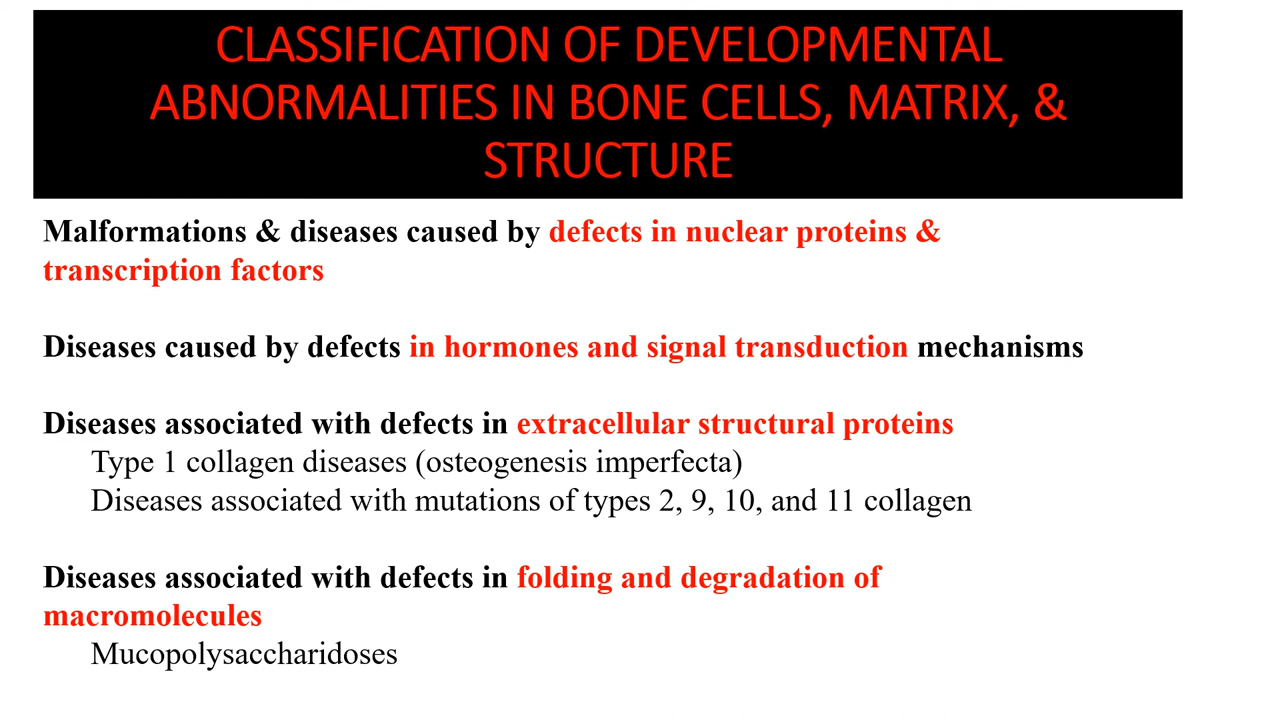 CLASSIFICATION OF DEVELOPMENTAL
ABNORMALITIES IN BONE CELLS, MATRIX, &
STRUCTURE
Malformations & diseases caused by defects in nuclear proteins &
transcription factors
Diseases caused by defects in hormones and signal transduction mechanisms
Diseases associated with defects in extracellular structural proteins
Type 1 collagen diseases (osteogenesis imperfecta)
Diseases associated with mutations of types 2, 9, 10, and 11 collagen
Diseases associated with defects in folding and degradation of
macromolecules
Mucopolysaccharidoses